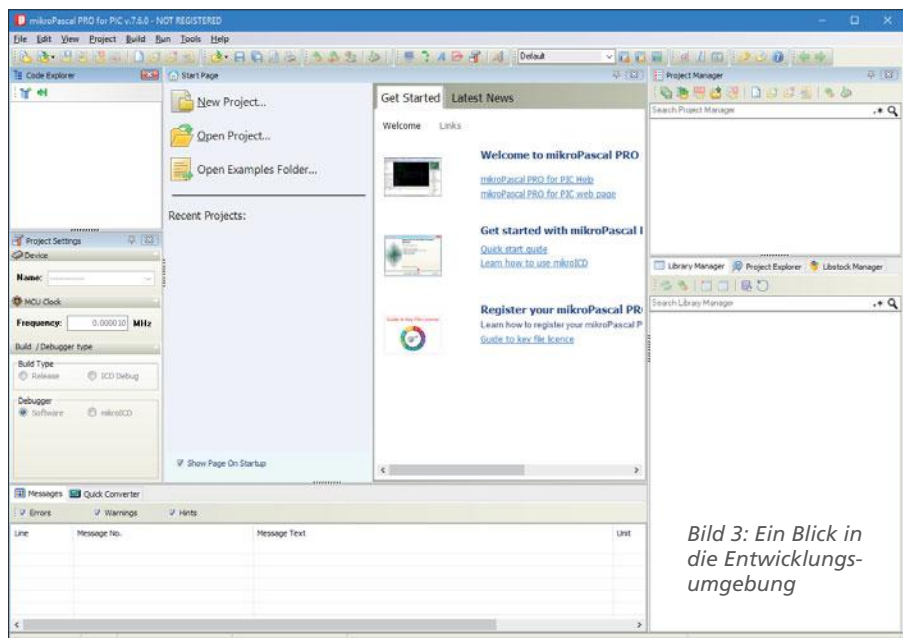 mikroPascal PRO for PIC v.7.6.0 - NOT REGISTERED
File Edit View Project Build Run Tools Help
Default
Code Explorer
Start Page
New Project...
Open Project...
Open Examples Folder...
Recent Projects:
Show Page On Startup
Get Started Latest News
Welcome Links
Welcome to mikroPascal PRO
mikroPascal PRO for PIC Help
mikroPascal PRO for PIC web page
Get started with mikroPascal
Quick start guide
Learn how to use mikroICD
Guide to Key File License
Register your mikroPascal PR
Learn how to register your mikroPascal P
Guide to key file licence
Project Manager
Search Project Manager
Project Settings
Device
Name:
MCU Clock
Frequency: 0.000010 MHz
Build / Debugger type
Build Type
Release ICD Debug
Debugger
Software mikroICD
Library Manager Project Explorer Libstock Manager
Search Library Manager
Messages Quick Converter
Errors Warnings Hints
Line Message No. Message Text Unit
Bild 3: Ein Blick in
die Entwicklungs-
umgebung